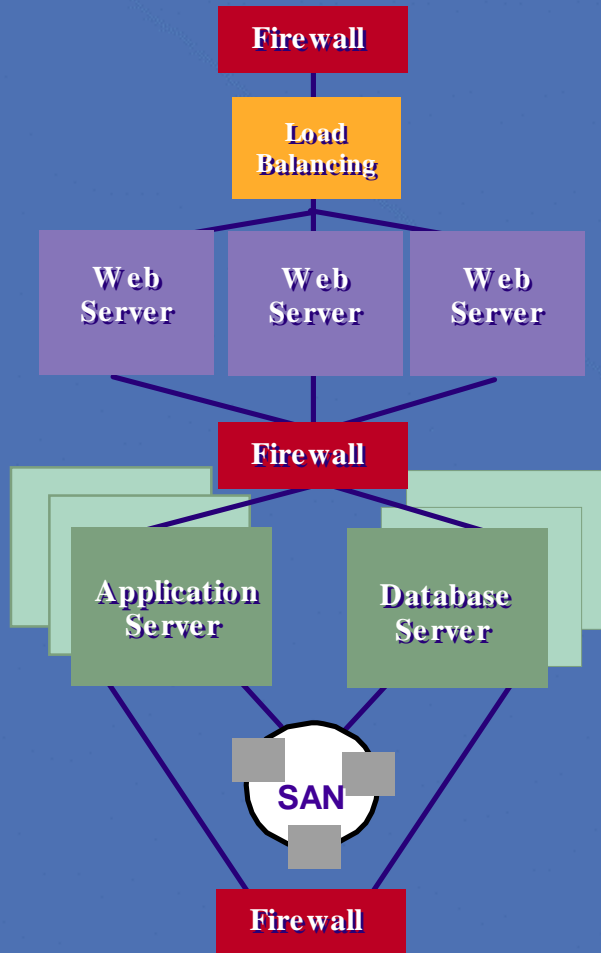 Firewall
Load
Balancing
Web
Server
Web
Server
Web
Server
Firewall
Application
Server
Database
Server
SAN
Firewall